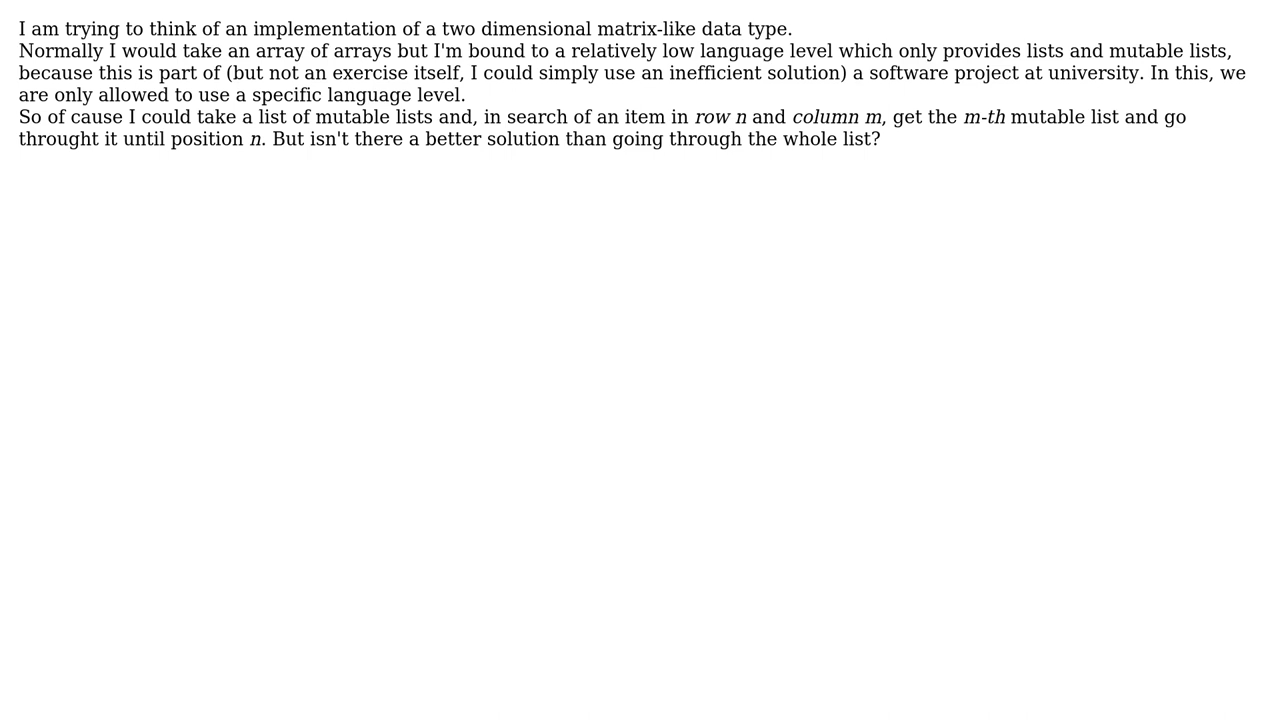 I am trying to think of an implementation of a two dimensional matrix-like data type.
Normally I would take an array of arrays but I'm bound to a relatively low language level which only provides lists and mutable lists,
because this is part of (but not an exercise itself, I could simply use an inefficient solution) a software project at university. In this, we
are only allowed to use a specific language level.
So of cause I could take a list of mutable lists and, in search of an item in row n and column m, get the m-th mutable list and go
throught it until position n. But isn't there a better solution than going through the whole list?